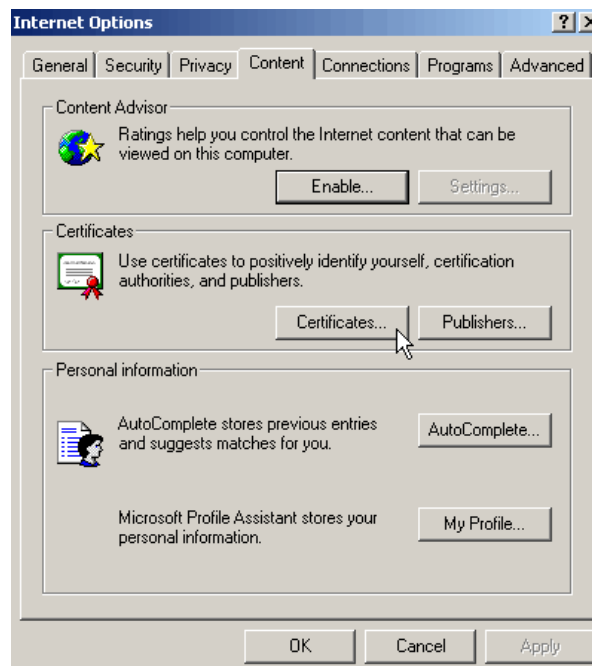 Internet Options
General Security Privacy Content Connections Programs Advanced
Content Advisor
Ratings help you control the Internet content that can be
viewed on this computer.
Enable... Settings...
Certificates
Use certificates to positively identify yourself, certification
authorities, and publishers.
Certificates... Publishers...
Personal information
AutoComplete stores previous entries
and suggests matches for you.
AutoComplete...
Microsoft Profile Assistant stores your
personal information.
My Profile...
OK Cancel Apply